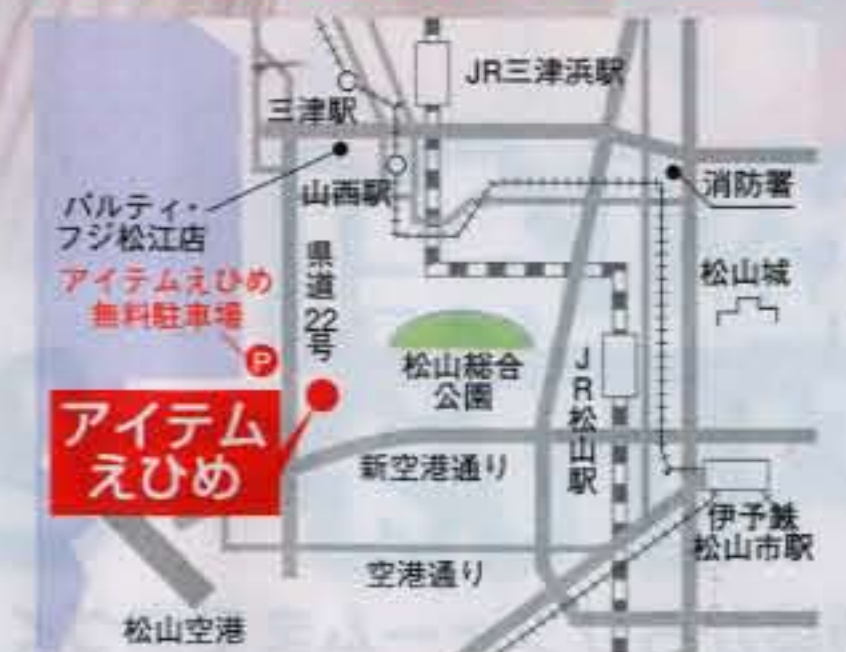 JR三津浜駅
三津駅
山西駅
消防署
パルティ・
フジ松江店
県道22号
松山城
アイテムえひめ
無料駐車場
P
松山総合
公園
JR松山駅
アイテム
えひめ
新空港通り
伊予鉄
松山市駅
空港通り
松山空港